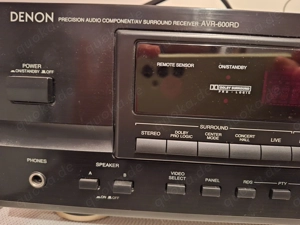 DENON
PRECISION AUDIO COMPONENT/AV SURROUND RECEIVER AVR-600RD
POWER
ON/STANDBY OFF
REMOTE SENSOR
ON/STANDBY
DOLBY SURROUND
PRO · LOGIC
SURROUND
STEREO
DOLBY PRO LOGIC
CENTER MODE
CONCERT HALL
LIVE
PHONES
SPEAKER
A
B
ON OFF
VIDEO SELECT
PANEL
REG
PTY